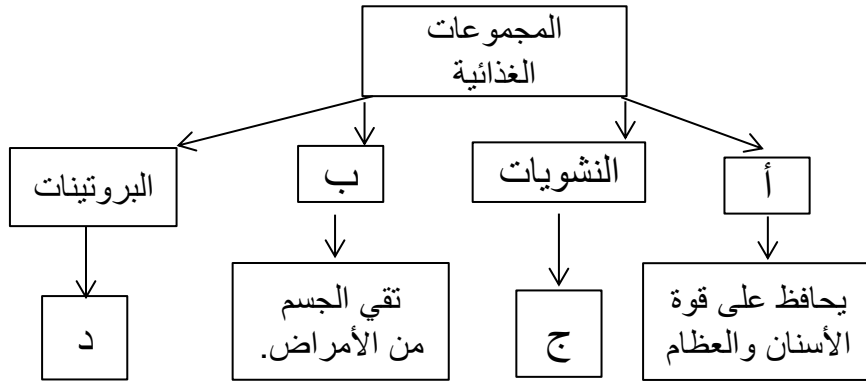 المجموعات
الغذائية
أ
النشويات
ب
البروتينات
يحافظ على قوة
الأسنان والعظام
ج
تقي الجسم
من الأمراض.
د